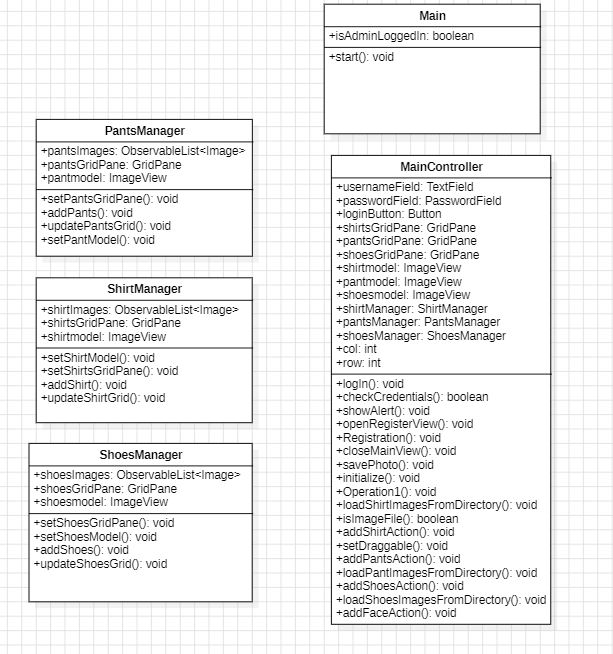 Main
+isAdminLoggedIn: boolean
+start(): void
PantsManager
+pantsImages: ObservableList<Image>
+pantsGridPane: GridPane
+pantmodel: ImageView
+setPantsGridPane(): void
+addPants(): void
+updatePantsGrid(): void
+setPantModel(): void
ShirtManager
+shirtImages: ObservableList<Image>
+shirtsGridPane: GridPane
+shirtmodel: ImageView
+setShirtModel(): void
+setShirtsGridPane(): void
+addShirt(): void
+updateShirtGrid(): void
ShoesManager
+shoesImages: ObservableList<Image>
+shoesGridPane: GridPane
+shoesmodel: ImageView
+setShoesGridPane(): void
+setShoesModel(): void
+addShoes(): void
+updateShoesGrid(): void
MainController
+usernameField: TextField
+passwordField: PasswordField
+loginButton: Button
+shirtsGridPane: GridPane
+pantsGridPane: GridPane
+shoesGridPane: GridPane
+shirtmodel: ImageView
+pantmodel: ImageView
+shoesmodel: ImageView
+shirtManager: ShirtManager
+pantsManager: PantsManager
+shoesManager: ShoesManager
+col: int
+row: int
+logIn(): void
+checkCredentials(): boolean
+showAlert(): void
+openRegisterView(): void
+Registration(): void
+closeMainView(): void
+savePhoto(): void
+initialize(): void
+Operation1(): void
+loadShirtImagesFromDirectory(): void
+isImageFile(): boolean
+addShirtAction(): void
+setDraggable(): void
+addPantsAction(): void
+loadPantImagesFromDirectory(): void
+addShoesAction(): void
+loadShoesImagesFromDirectory(): void
+addFaceAction(): void